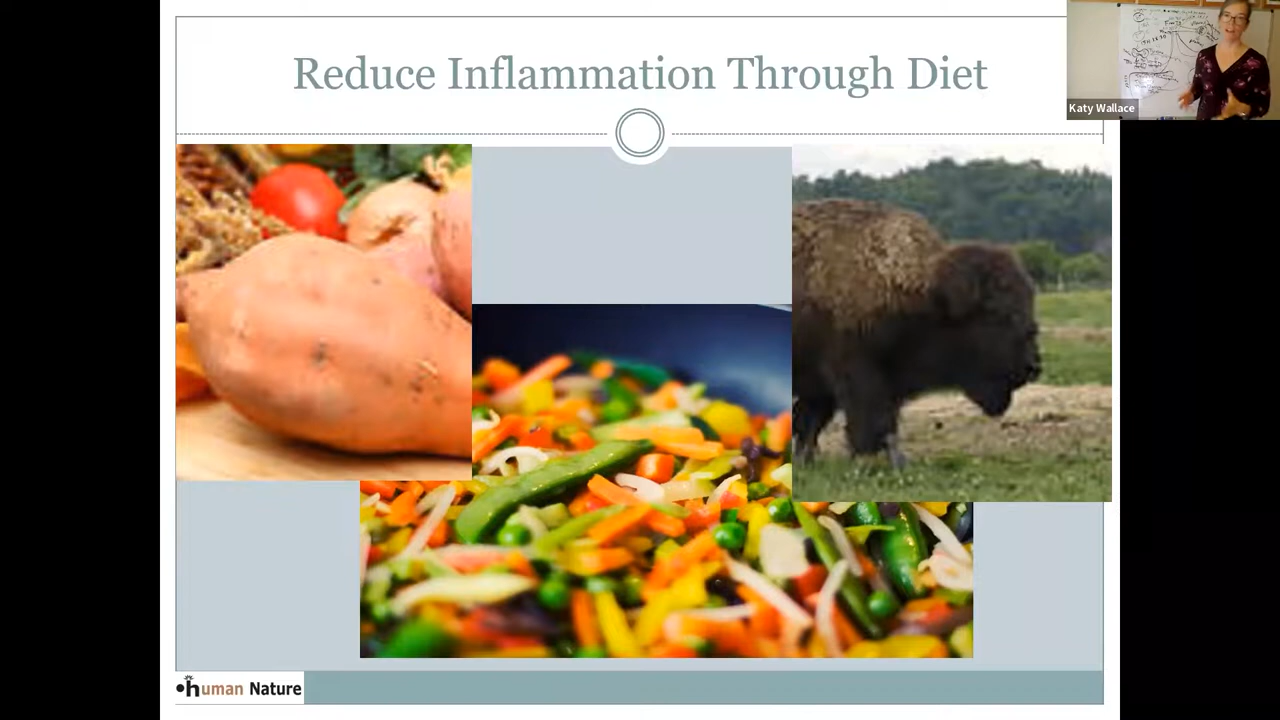 Reduce Inflammation Through Diet
Katy Wallace
human Nature